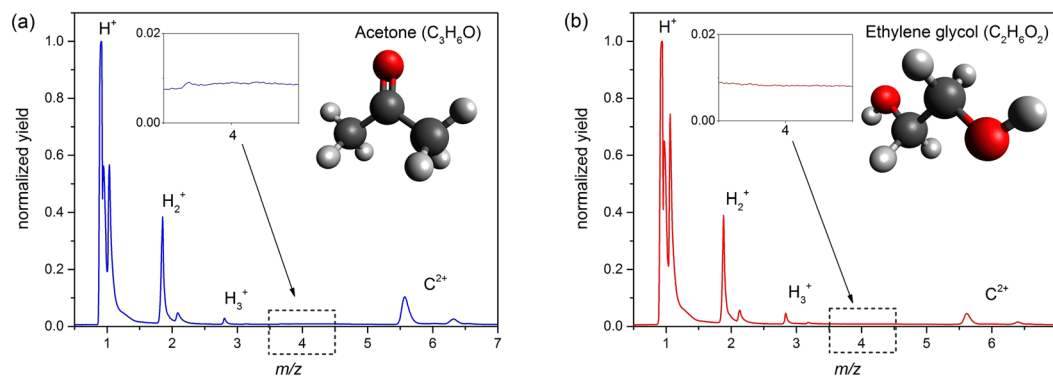 (a)
Acetone (C₃H₆O)
H⁺
H₂⁺
H₃⁺
C²⁺
normalized yield
1.0
0.8
0.6
0.4
0.2
0.0
1 2 3 4 5 6 7
m/z
0.02
0.00
4
(b)
Ethylene glycol (C₂H₆O₂)
H⁺
H₂⁺
H₃⁺
C²⁺
normalized yield
1.0
0.8
0.6
0.4
0.2
0.0
1 2 3 4 5 6
m/z
0.02
0.00
4